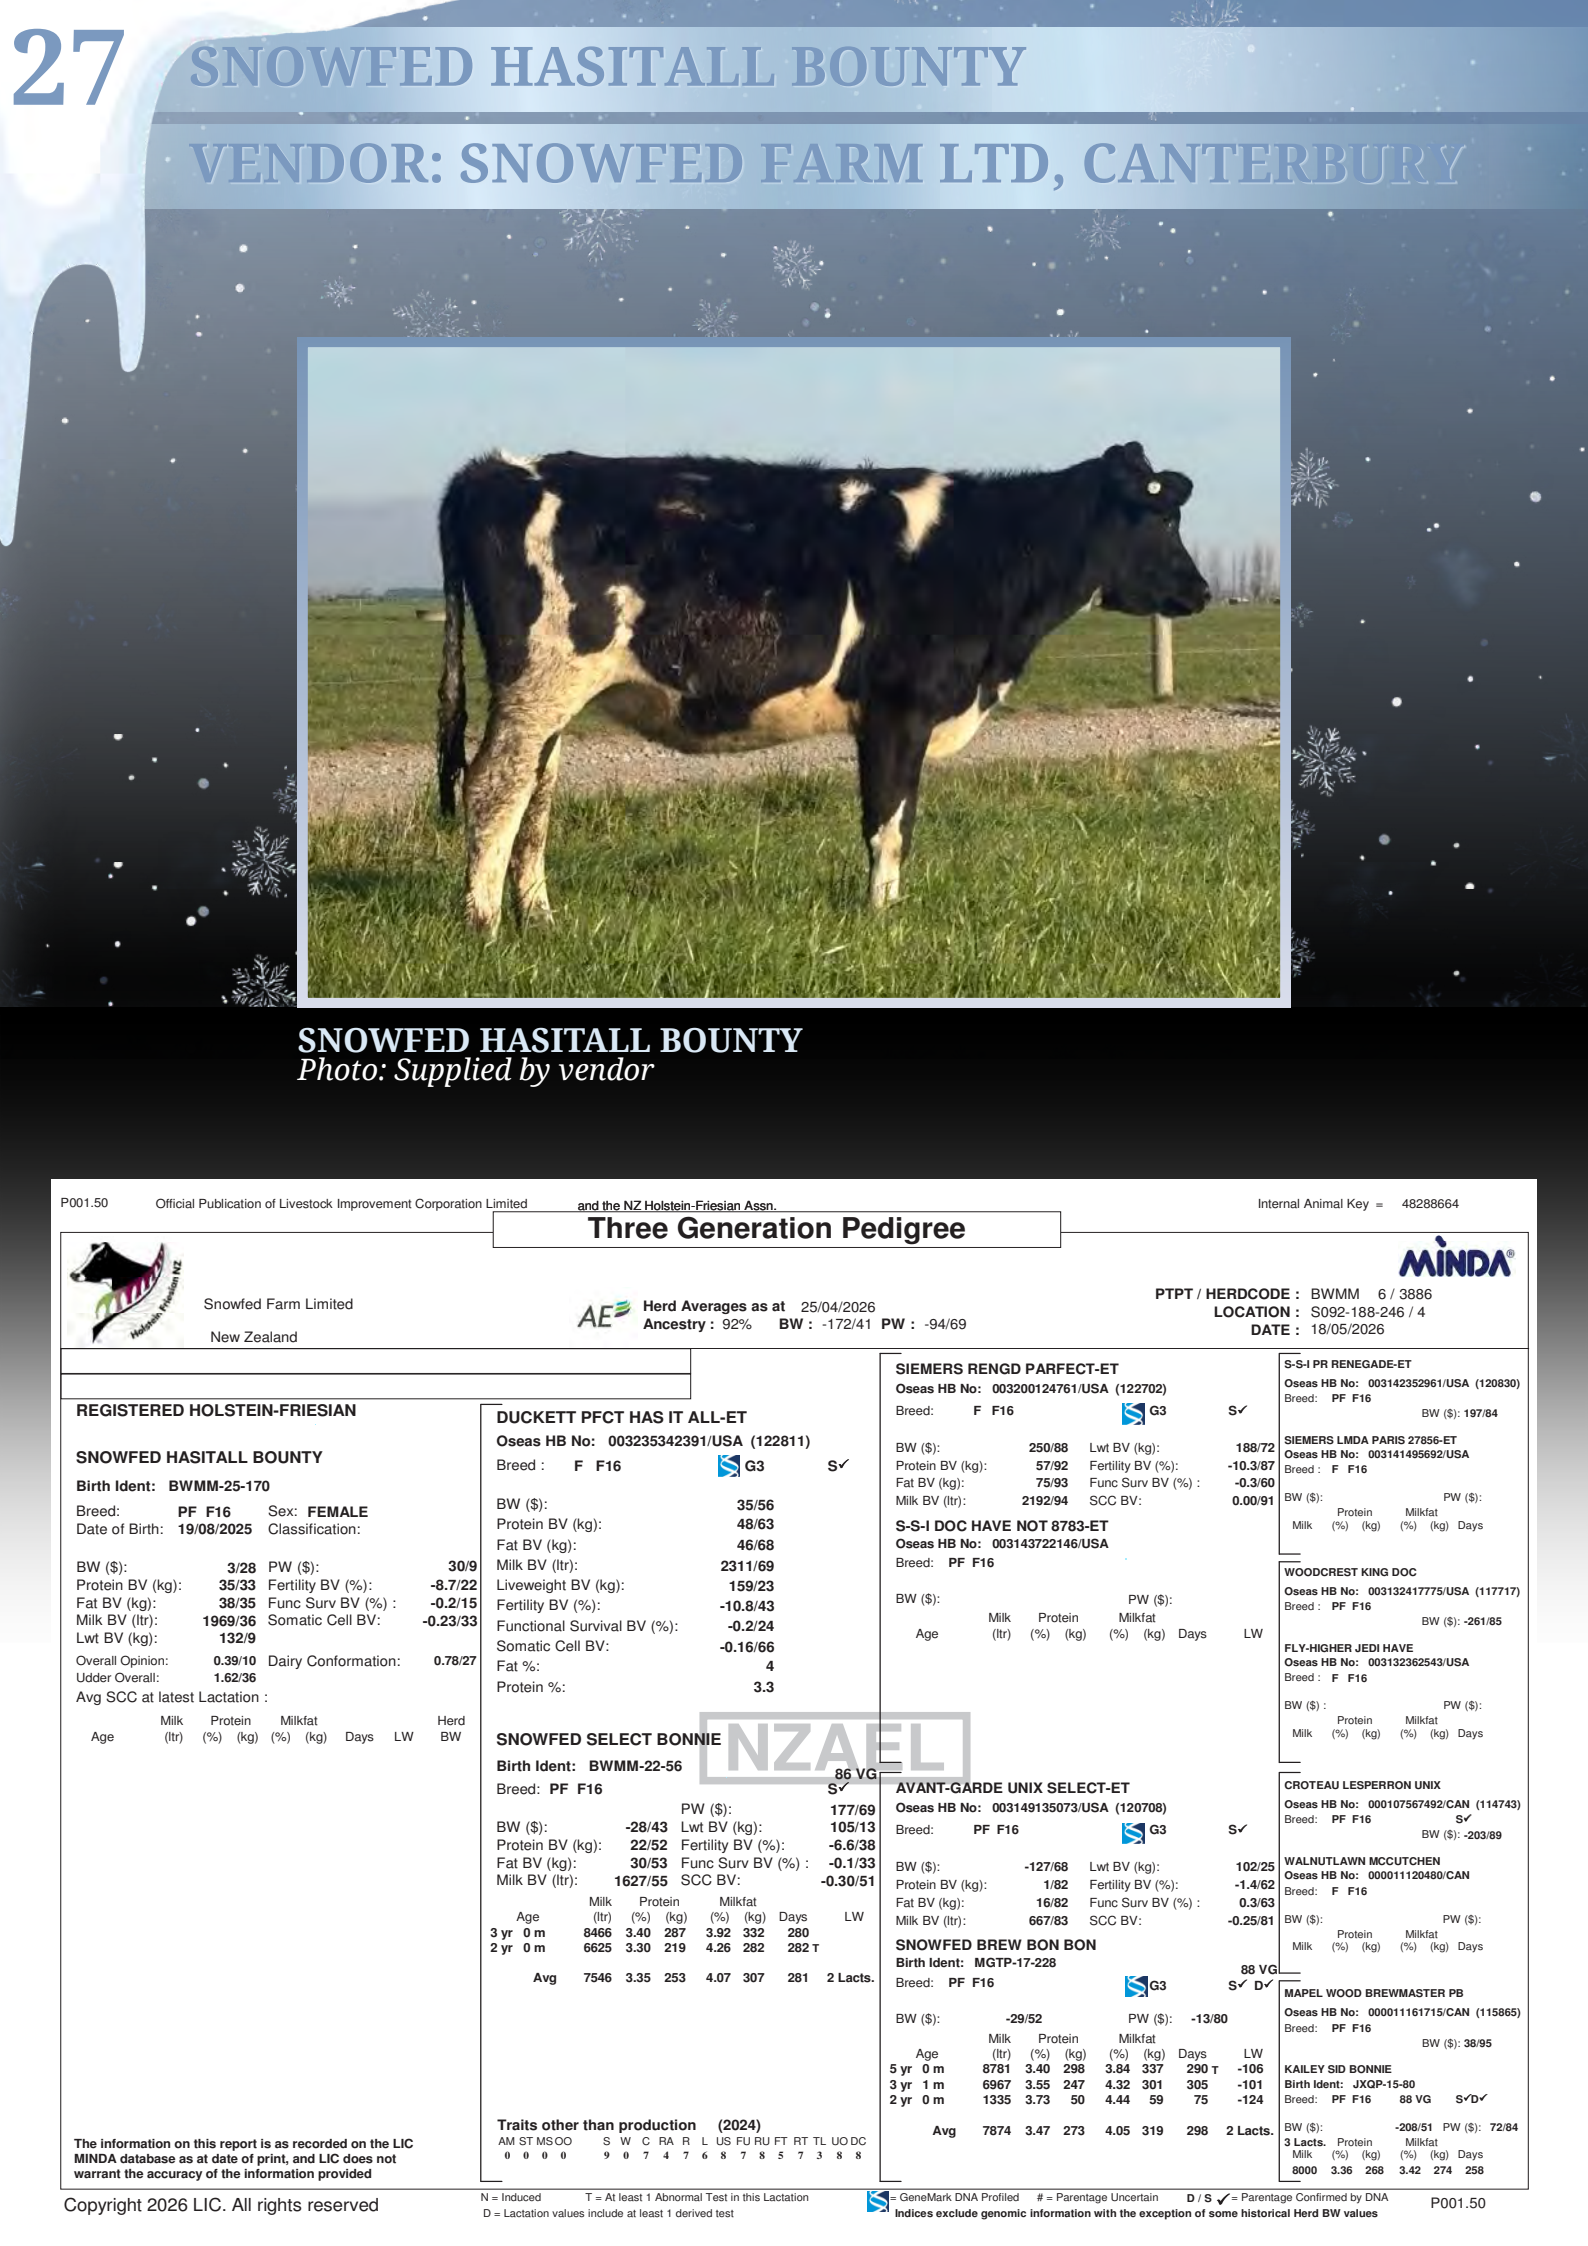 27
SNOWFED HASITALL BOUNTY
VENDOR: SNOWFED FARM LTD, CANTERBURY
SNOWFED HASITALL BOUNTY
Photo: Supplied by vendor
P001.50 Official Publication of Livestock Improvement Corporation Limited and the NZ Holstein-Friesian Assn. Internal Animal Key = 48288664
Three Generation Pedigree
Holstein Friesian NZ
MINDA®
Snowfed Farm Limited
New Zealand
AE
Herd Averages as at 25/04/2026
Ancestry : 92% BW : -172/41 PW : -94/69
PTPT / HERDCODE : BWMM 6 / 3886
LOCATION : S092-188-246 / 4
DATE : 18/05/2026
REGISTERED HOLSTEIN-FRIESIAN
SNOWFED HASITALL BOUNTY
Birth Ident: BWMM-25-170
Breed: PF F16 Sex: FEMALE
Date of Birth: 19/08/2025 Classification:
BW ($): 3/28 PW ($): 30/9
Protein BV (kg): 35/33 Fertility BV (%): -8.7/22
Fat BV (kg): 38/35 Func Surv BV (%) : -0.2/15
Milk BV (ltr): 1969/36 Somatic Cell BV: -0.23/33
Lwt BV (kg): 132/9
Overall Opinion: 0.39/10 Dairy Conformation: 0.78/27
Udder Overall: 1.62/36
Avg SCC at latest Lactation :
Milk Protein Milkfat Herd
Age (ltr) (%) (kg) (%) (kg) Days LW BW
The information on this report is as recorded on the LIC
MINDA database as at date of print, and LIC does not
warrant the accuracy of the information provided
DUCKETT PFCT HAS IT ALL-ET
Oseas HB No: 003235342391/USA (122811)
Breed : F F16 G3 S✓
BW ($): 35/56
Protein BV (kg): 48/63
Fat BV (kg): 46/68
Milk BV (ltr): 2311/69
Liveweight BV (kg): 159/23
Fertility BV (%): -10.8/43
Functional Survival BV (%): -0.2/24
Somatic Cell BV: -0.16/66
Fat %: 4
Protein %: 3.3
NZAEL
SNOWFED SELECT BONNIE
Birth Ident: BWMM-22-56
86 VG
Breed: PF F16 S✓
PW ($): 177/69
BW ($): -28/43 Lwt BV (kg): 105/13
Protein BV (kg): 22/52 Fertility BV (%): -6.6/38
Fat BV (kg): 30/53 Func Surv BV (%) : -0.1/33
Milk BV (ltr): 1627/55 SCC BV: -0.30/51
Milk Protein Milkfat
Age (ltr) (%) (kg) (%) (kg) Days LW
3 yr 0 m 8466 3.40 287 3.92 332 280
2 yr 0 m 6625 3.30 219 4.26 282 282 T
Avg 7546 3.35 253 4.07 307 281 2 Lacts.
Traits other than production (2024)
AM ST MS OO S W C RA R L US FU RU FT RT TL UO DC
0 0 0 0 9 0 7 4 7 6 8 7 8 5 7 3 8 8
SIEMERS RENGD PARFECT-ET
Oseas HB No: 003200124761/USA (122702)
Breed: F F16 G3 S✓
BW ($): 250/88 Lwt BV (kg): 188/72
Protein BV (kg): 57/92 Fertility BV (%): -10.3/87
Fat BV (kg): 75/93 Func Surv BV (%) : -0.3/60
Milk BV (ltr): 2192/94 SCC BV: 0.00/91
S-S-I DOC HAVE NOT 8783-ET
Oseas HB No: 003143722146/USA
Breed: PF F16
BW ($): PW ($):
Milk Protein Milkfat
Age (ltr) (%) (kg) (%) (kg) Days LW
AVANT-GARDE UNIX SELECT-ET
Oseas HB No: 003149135073/USA (120708)
Breed: PF F16 G3 S✓
BW ($): -127/68 Lwt BV (kg): 102/25
Protein BV (kg): 1/82 Fertility BV (%): -1.4/62
Fat BV (kg): 16/82 Func Surv BV (%) : 0.3/63
Milk BV (ltr): 667/83 SCC BV: -0.25/81
SNOWFED BREW BON BON
Birth Ident: MGTP-17-228
88 VG
Breed: PF F16 G3 S✓ D✓
BW ($): -29/52 PW ($): -13/80
Milk Protein Milkfat
Age (ltr) (%) (kg) (%) (kg) Days LW
5 yr 0 m 8781 3.40 298 3.84 337 290 T -106
3 yr 1 m 6967 3.55 247 4.32 301 305 -101
2 yr 0 m 1335 3.73 50 4.44 59 75 -124
Avg 7874 3.47 273 4.05 319 298 2 Lacts.
S-S-I PR RENEGADE-ET
Oseas HB No: 003142352961/USA (120830)
Breed: PF F16
BW ($): 197/84
SIEMERS LMDA PARIS 27856-ET
Oseas HB No: 003141495692/USA
Breed : F F16
BW ($): PW ($):
Protein Milkfat
Milk (%) (kg) (%) (kg) Days
WOODCREST KING DOC
Oseas HB No: 003132417775/USA (117717)
Breed : PF F16
BW ($): -261/85
FLY-HIGHER JEDI HAVE
Oseas HB No: 003132362543/USA
Breed : F F16
BW ($) : PW ($):
Protein Milkfat
Milk (%) (kg) (%) (kg) Days
CROTEAU LESPERRON UNIX
Oseas HB No: 000107567492/CAN (114743)
Breed: PF F16 S✓
BW ($): -203/89
WALNUTLAWN MCCUTCHEN
Oseas HB No: 000011120480/CAN
Breed: F F16
BW ($): PW ($):
Protein Milkfat
Milk (%) (kg) (%) (kg) Days
MAPEL WOOD BREWMASTER PB
Oseas HB No: 000011161715/CAN (115865)
Breed: PF F16
BW ($): 38/95
KAILEY SID BONNIE
Birth Ident: JXQP-15-80
Breed: PF F16 88 VG S✓D✓
BW ($): -208/51 PW ($): 72/84
3 Lacts. Protein Milkfat
Milk (%) (kg) (%) (kg) Days
8000 3.36 268 3.42 274 258
Copyright 2026 LIC. All rights reserved
N = Induced T = At least 1 Abnormal Test in this Lactation = GeneMark DNA Profiled # = Parentage Uncertain D / S ✓ = Parentage Confirmed by DNA P001.50
D = Lactation values include at least 1 derived test Indices exclude genomic information with the exception of some historical Herd BW values